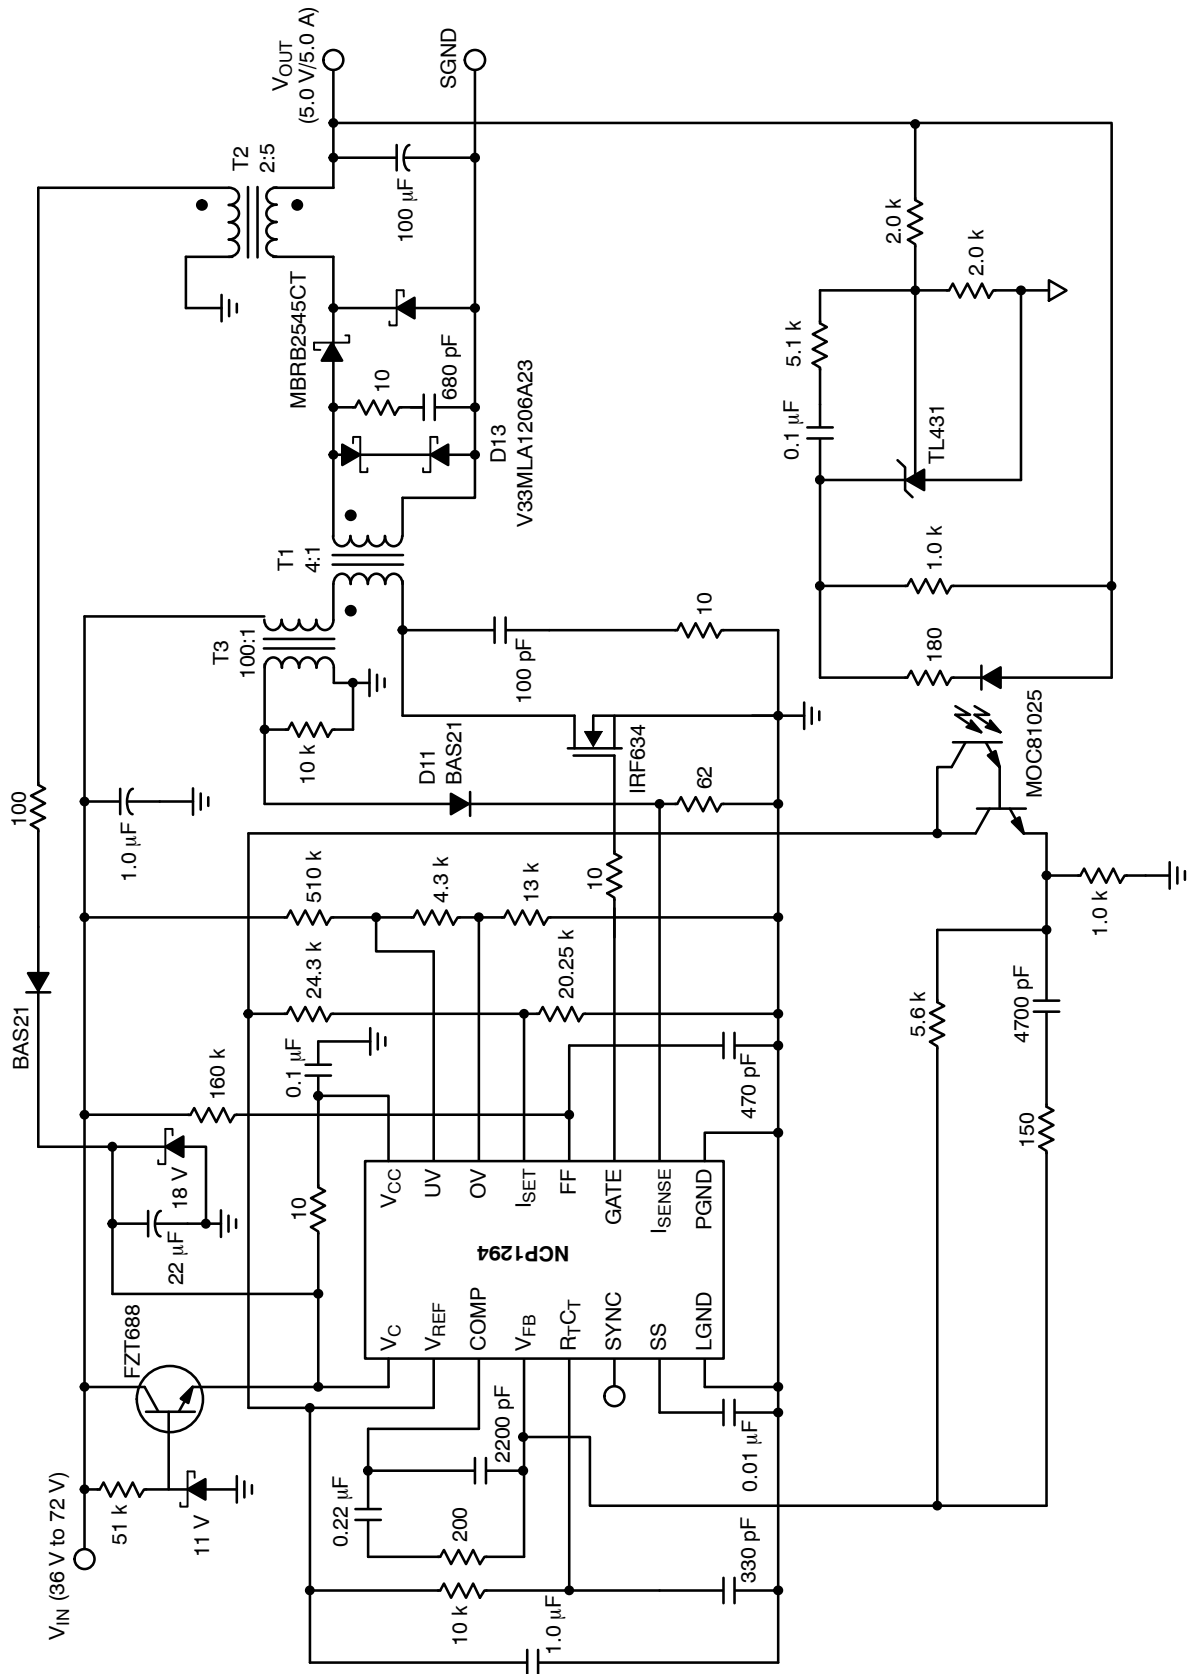 V_IN (36 V to 72 V)
51 k
11 V
FZT688
22 µF
18 V
BAS21
100
160 k
10
0.1 µF
24.3 k
510 k
4.3 k
13 k
20.25 k
1.0 µF
10 k
D11
BAS21
T3
100:1
T1
4:1
D13
V33MLA1206A23
10
680 pF
MBRB2545CT
T2
2:5
100 µF
V_OUT
(5.0 V/5.0 A)
SGND
0.22 µF
200
2200 pF
10 k
1.0 µF
330 pF
0.01 µF
V_C
V_REF
COMP
V_FB
R_TC_T
SYNC
SS
LGND
NCP1294
V_CC
UV
OV
I_SET
FF
GATE
I_SENSE
PGND
470 pF
10
62
IRF634
100 pF
10
150
4700 pF
5.6 k
1.0 k
MOC81025
180
1.0 k
TL431
0.1 µF
5.1 k
2.0 k
2.0 k